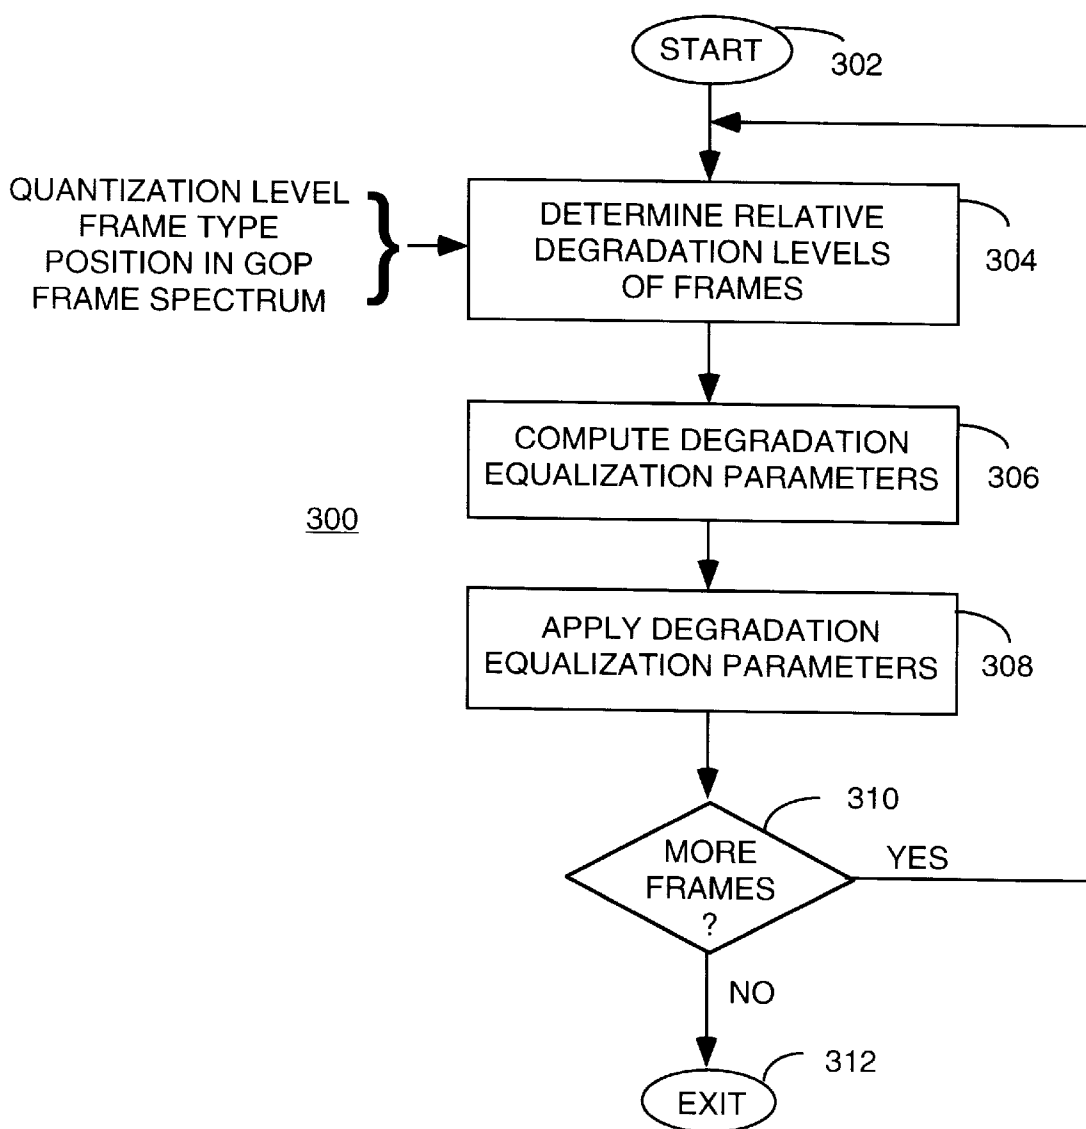 START
302
QUANTIZATION LEVEL
FRAME TYPE
POSITION IN GOP
FRAME SPECTRUM
DETERMINE RELATIVE
DEGRADATION LEVELS
OF FRAMES
304
COMPUTE DEGRADATION
EQUALIZATION PARAMETERS
306
300
APPLY DEGRADATION
EQUALIZATION PARAMETERS
308
310
MORE
FRAMES
?
YES
NO
312
EXIT